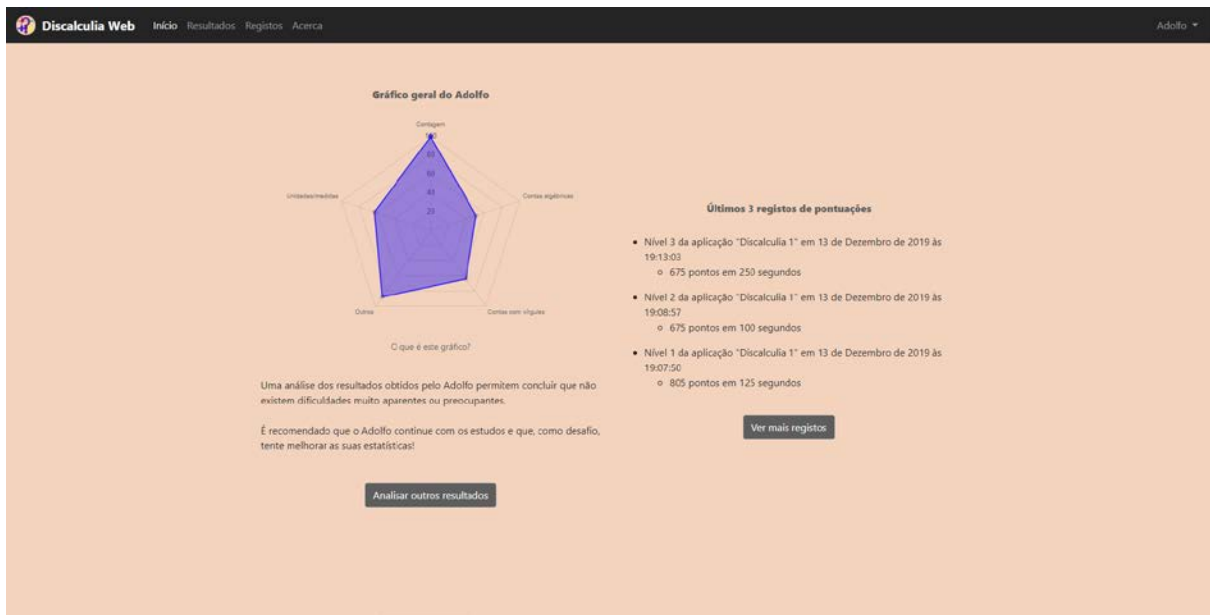 Discalculia Web Início Resultados Registos Acerca Adolfo
Gráfico geral do Adolfo
Contagem
100
80
60
40
20
Unidades/medidas
Contas algébricas
Outros
Contas com vírgulas
O que é este gráfico?
Uma análise dos resultados obtidos pelo Adolfo permitem concluir que não
existem dificuldades muito aparentes ou preocupantes.
É recomendado que o Adolfo continue com os estudos e que, como desafio,
tente melhorar as suas estatísticas!
Analisar outros resultados
Últimos 3 registos de pontuações
Nível 3 da aplicação "Discalculia 1" em 13 de Dezembro de 2019 às
19:13:03
675 pontos em 250 segundos
Nível 2 da aplicação "Discalculia 1" em 13 de Dezembro de 2019 às
19:08:57
675 pontos em 100 segundos
Nível 1 da aplicação "Discalculia 1" em 13 de Dezembro de 2019 às
19:07:50
805 pontos em 125 segundos
Ver mais registos